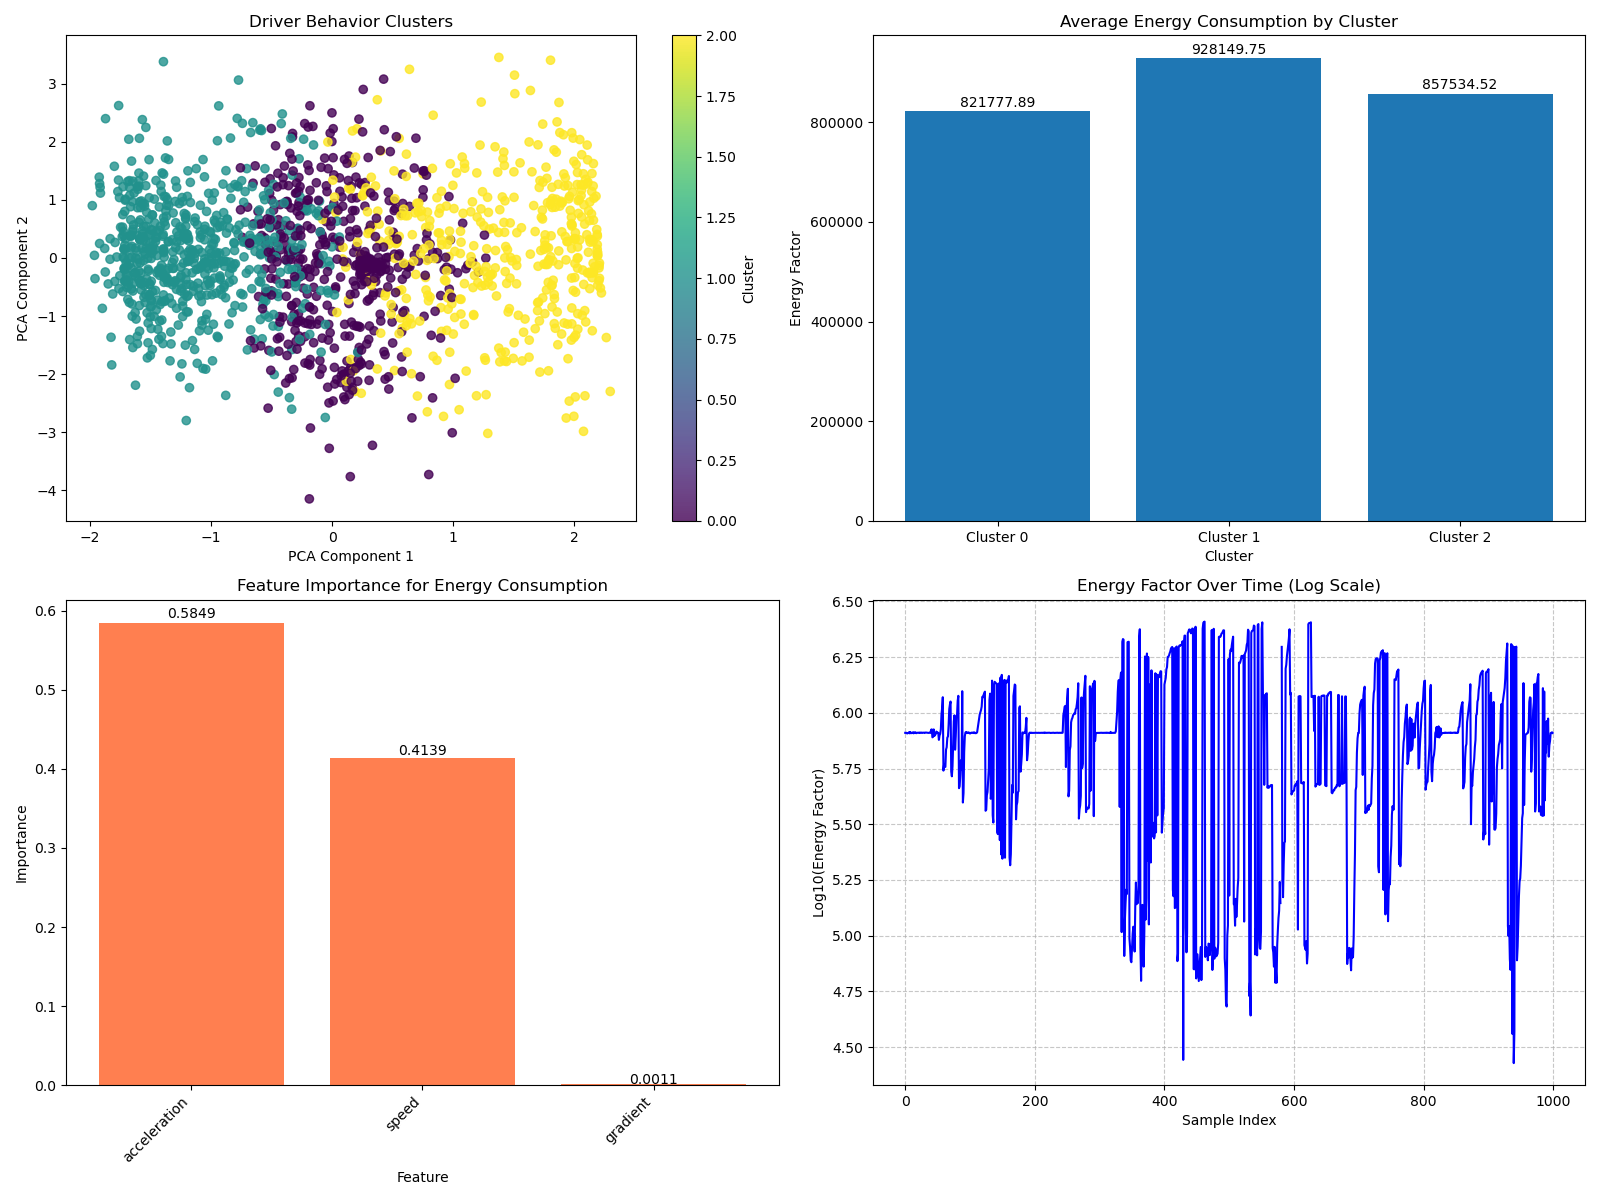 Driver Behavior Clusters
3
2
1
0
−1
−2
−3
−4
PCA Component 2
−2
−1
0
1
2
PCA Component 1
2.00
1.75
1.50
1.25
1.00
0.75
0.50
0.25
0.00
Cluster
Average Energy Consumption by Cluster
928149.75
857534.52
821777.89
800000
600000
400000
200000
0
Energy Factor
Cluster 0
Cluster 1
Cluster 2
Cluster
Feature Importance for Energy Consumption
0.5849
0.4139
0.0011
0.6
0.5
0.4
0.3
0.2
0.1
0.0
Importance
acceleration
speed
gradient
Feature
Energy Factor Over Time (Log Scale)
6.50
6.25
6.00
5.75
5.50
5.25
5.00
4.75
4.50
Log10(Energy Factor)
0
200
400
600
800
1000
Sample Index